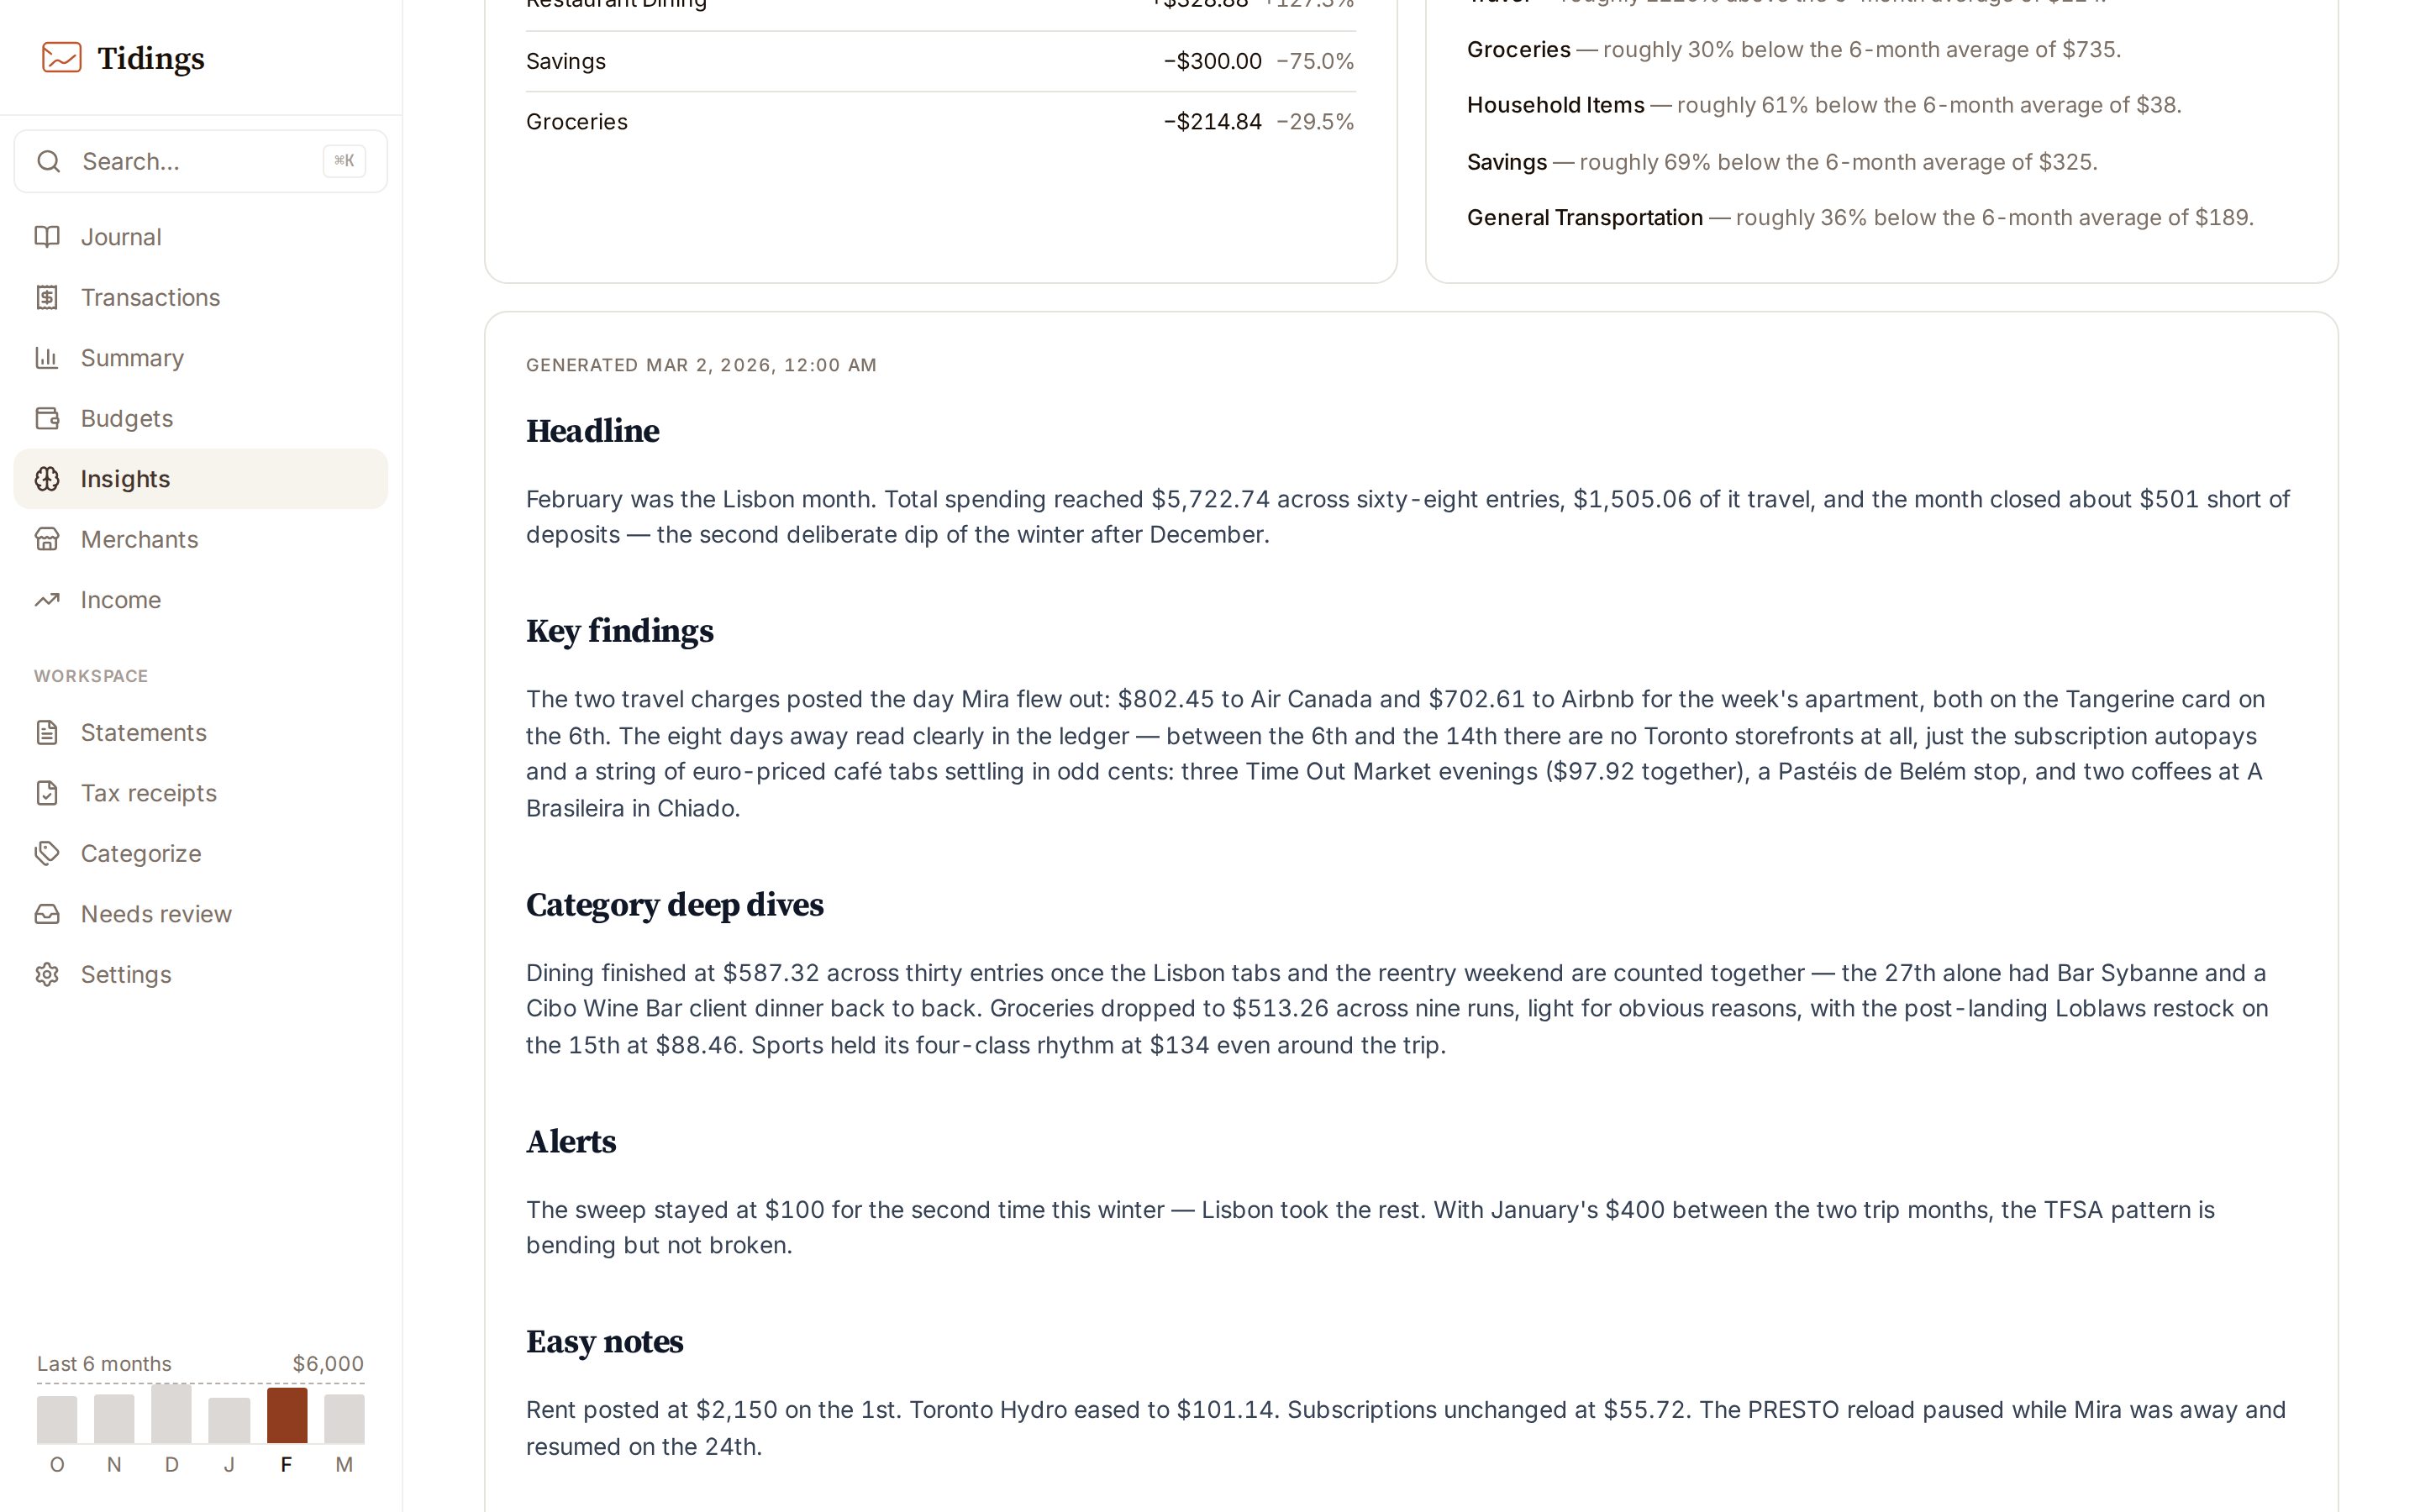 Tidings
Search...
⌘K
Journal
Transactions
Summary
Budgets
Insights
Merchants
Income
WORKSPACE
Statements
Tax receipts
Categorize
Needs review
Settings
Last 6 months $6,000
O N D J F M
Restaurant Dining +$328.88 +127.3%
Savings −$300.00 −75.0%
Groceries −$214.84 −29.5%
Groceries — roughly 30% below the 6-month average of $735.
Household Items — roughly 61% below the 6-month average of $38.
Savings — roughly 69% below the 6-month average of $325.
General Transportation — roughly 36% below the 6-month average of $189.
GENERATED MAR 2, 2026, 12:00 AM
Headline
February was the Lisbon month. Total spending reached $5,722.74 across sixty-eight entries, $1,505.06 of it travel, and the month closed about $501 short of
deposits — the second deliberate dip of the winter after December.
Key findings
The two travel charges posted the day Mira flew out: $802.45 to Air Canada and $702.61 to Airbnb for the week's apartment, both on the Tangerine card on
the 6th. The eight days away read clearly in the ledger — between the 6th and the 14th there are no Toronto storefronts at all, just the subscription autopays
and a string of euro-priced café tabs settling in odd cents: three Time Out Market evenings ($97.92 together), a Pastéis de Belém stop, and two coffees at A
Brasileira in Chiado.
Category deep dives
Dining finished at $587.32 across thirty entries once the Lisbon tabs and the reentry weekend are counted together — the 27th alone had Bar Sybanne and a
Cibo Wine Bar client dinner back to back. Groceries dropped to $513.26 across nine runs, light for obvious reasons, with the post-landing Loblaws restock on
the 15th at $88.46. Sports held its four-class rhythm at $134 even around the trip.
Alerts
The sweep stayed at $100 for the second time this winter — Lisbon took the rest. With January's $400 between the two trip months, the TFSA pattern is
bending but not broken.
Easy notes
Rent posted at $2,150 on the 1st. Toronto Hydro eased to $101.14. Subscriptions unchanged at $55.72. The PRESTO reload paused while Mira was away and
resumed on the 24th.